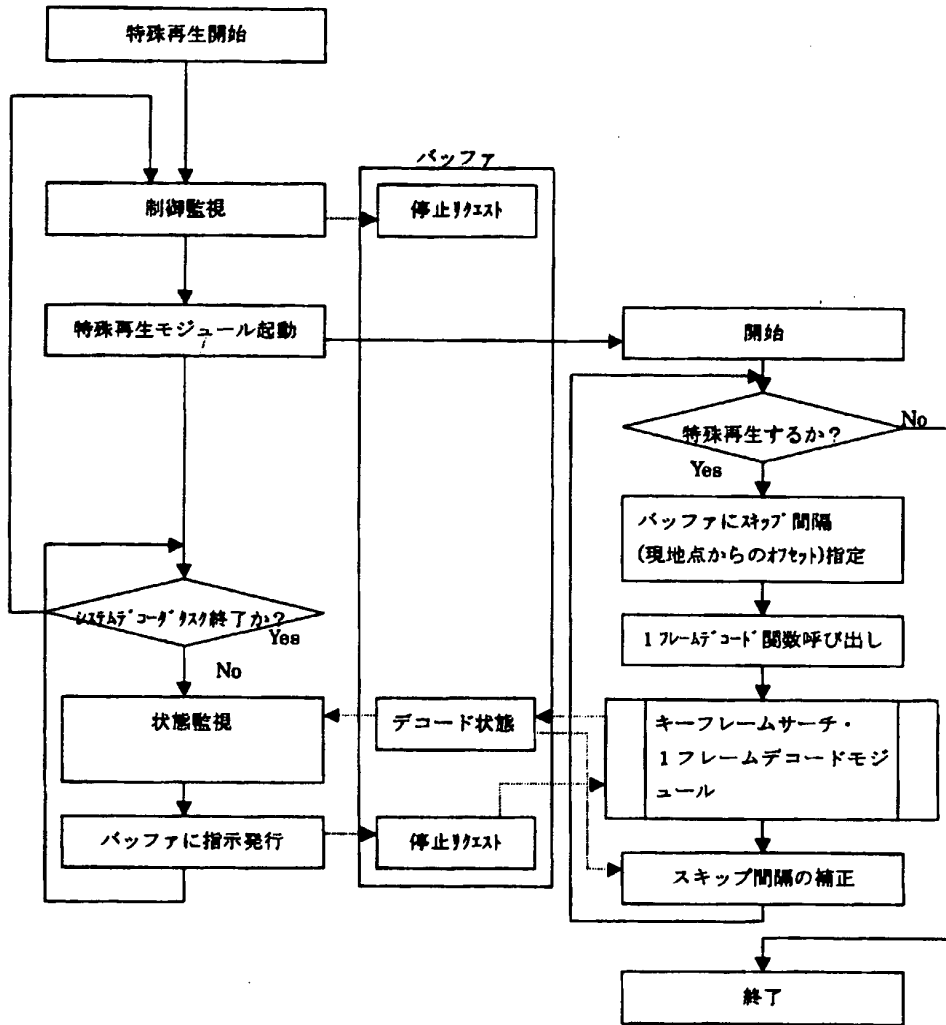 特殊再生開始
バッファ
制御監視
停止リクエスト
特殊再生モジュール起動
開始
特殊再生するか？
No
Yes
バッファにスキップ間隔
(現地点からのオフセット)指定
システムデコーダタスク終了か？
Yes
No
1フレームデコード関数呼び出し
状態監視
デコード状態
キーフレームサーチ・
1フレームデコードモジ
ュール
バッファに指示発行
停止リクエスト
スキップ間隔の補正
終了